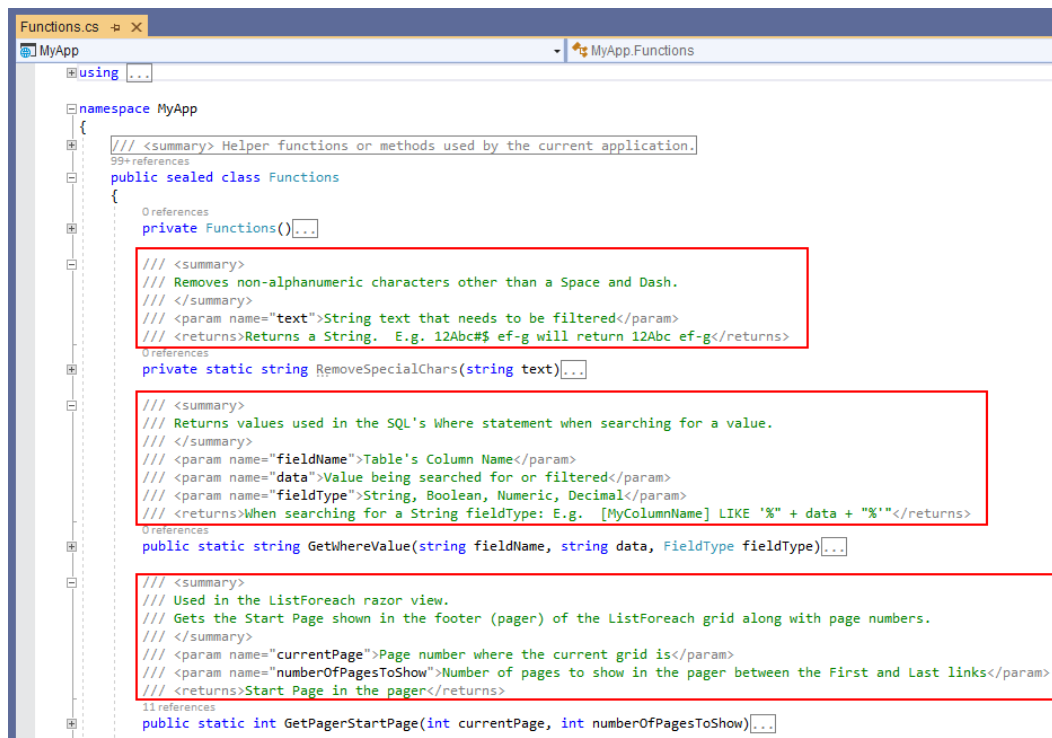 Functions.cs
MyApp
MyApp.Functions
using ...
namespace MyApp
{
/// <summary> Helper functions or methods used by the current application.
99+ references
public sealed class Functions
{
0 references
private Functions()...
/// <summary>
/// Removes non-alphanumeric characters other than a Space and Dash.
/// </summary>
/// <param name="text">String text that needs to be filtered</param>
/// <returns>Returns a String.  E.g. 12Abc#$ ef-g will return 12Abc ef-g</returns>
0 references
private static string RemoveSpecialChars(string text)...
/// <summary>
/// Returns values used in the SQL's Where statement when searching for a value.
/// </summary>
/// <param name="fieldName">Table's Column Name</param>
/// <param name="data">Value being searched for or filtered</param>
/// <param name="fieldType">String, Boolean, Numeric, Decimal</param>
/// <returns>When searching for a String fieldType: E.g.  [MyColumnName] LIKE '%" + data + "%'"</returns>
0 references
public static string GetWhereValue(string fieldName, string data, FieldType fieldType)...
/// <summary>
/// Used in the ListForeach razor view.
/// Gets the Start Page shown in the footer (pager) of the ListForeach grid along with page numbers.
/// </summary>
/// <param name="currentPage">Page number where the current grid is</param>
/// <param name="numberOfPagesToShow">Number of pages to show in the pager between the First and Last links</param>
/// <returns>Start Page in the pager</returns>
11 references
public static int GetPagerStartPage(int currentPage, int numberOfPagesToShow)...